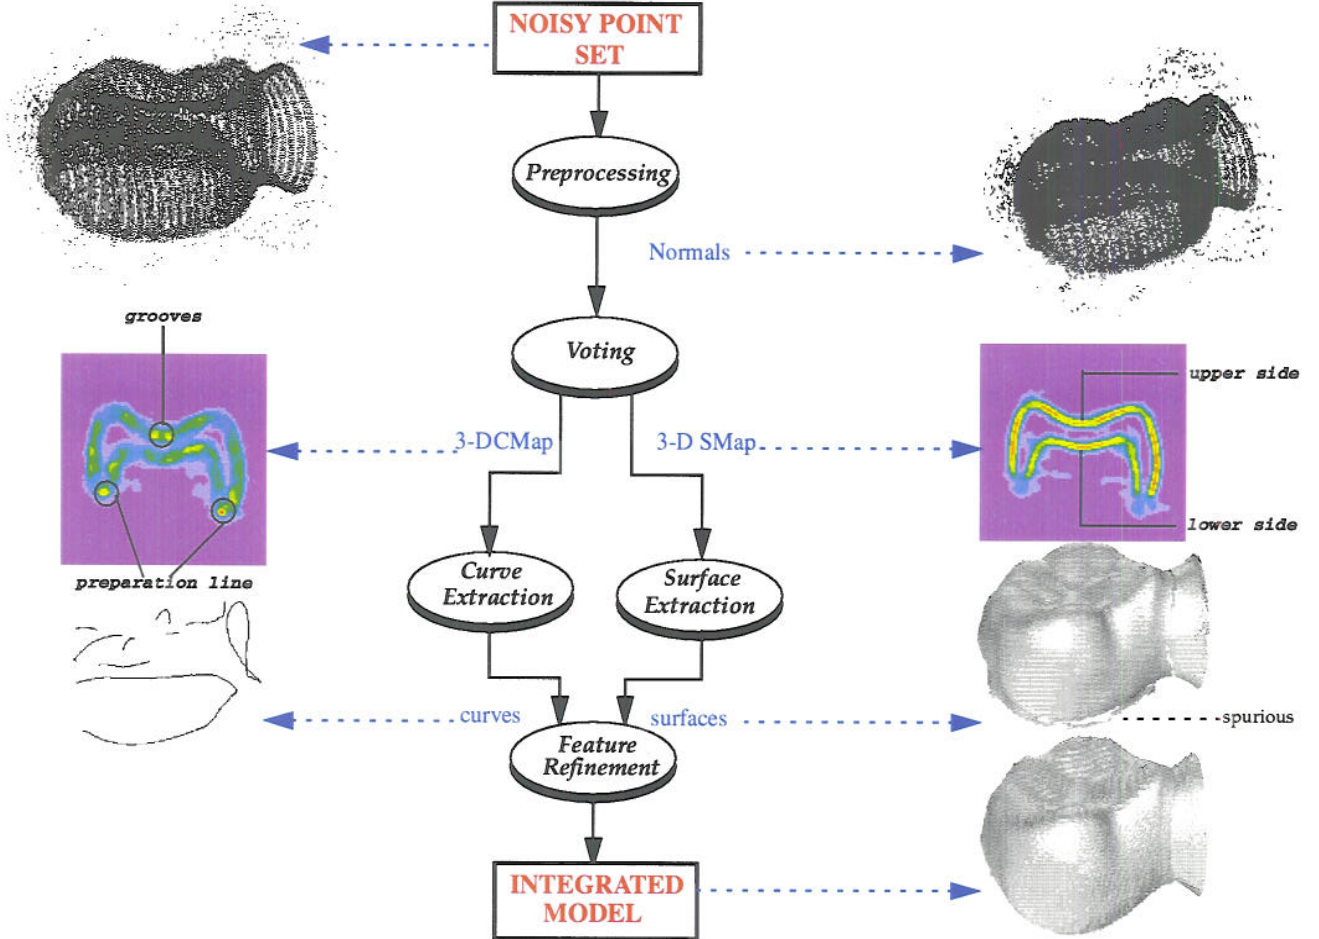 NOISY POINT
SET
Preprocessing
Normals
grooves
Voting
upper side
3-DCMap
3-D SMap
lower side
preparation line
Curve
Extraction
Surface
Extraction
curves
surfaces
spurious
Feature
Refinement
INTEGRATED
MODEL